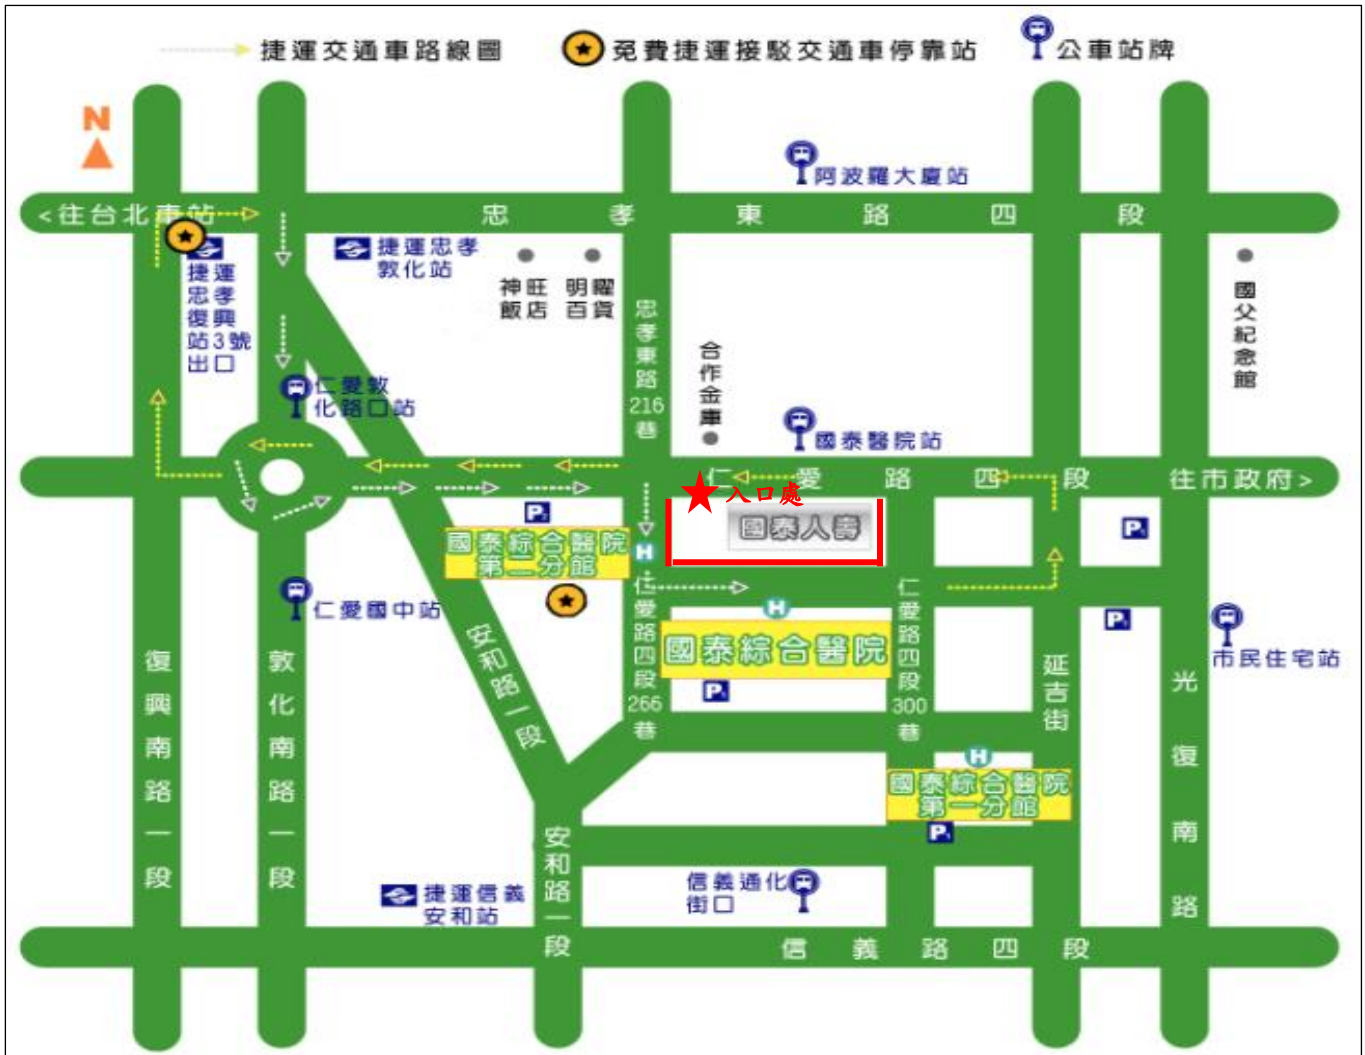 捷運交通車路線圖
免費捷運接駁交通車停靠站
公車站牌
N
阿波羅大廈站
<往台北車站
忠孝東路四段
捷運忠孝
敦化站
捷運
忠孝
復興
站3號
出口
神旺
飯店
明曜
百貨
忠孝東路216巷
合作金庫
國父紀念館
仁愛敦
化路口站
國泰醫院站
仁愛路四段
往市政府>
入口處
國泰人壽
P
P
國泰綜合醫院
第二分館
H
仁愛國中站
H
P
市民住宅站
國泰綜合醫院
P
仁愛路四段266巷
仁愛路四段300巷
復興南路一段
敦化南路一段
安和路一段
延吉街
光復南路
H
國泰綜合醫院
第一分館
P
安和路一段
捷運信義
安和站
信義通化
街口
信義路四段